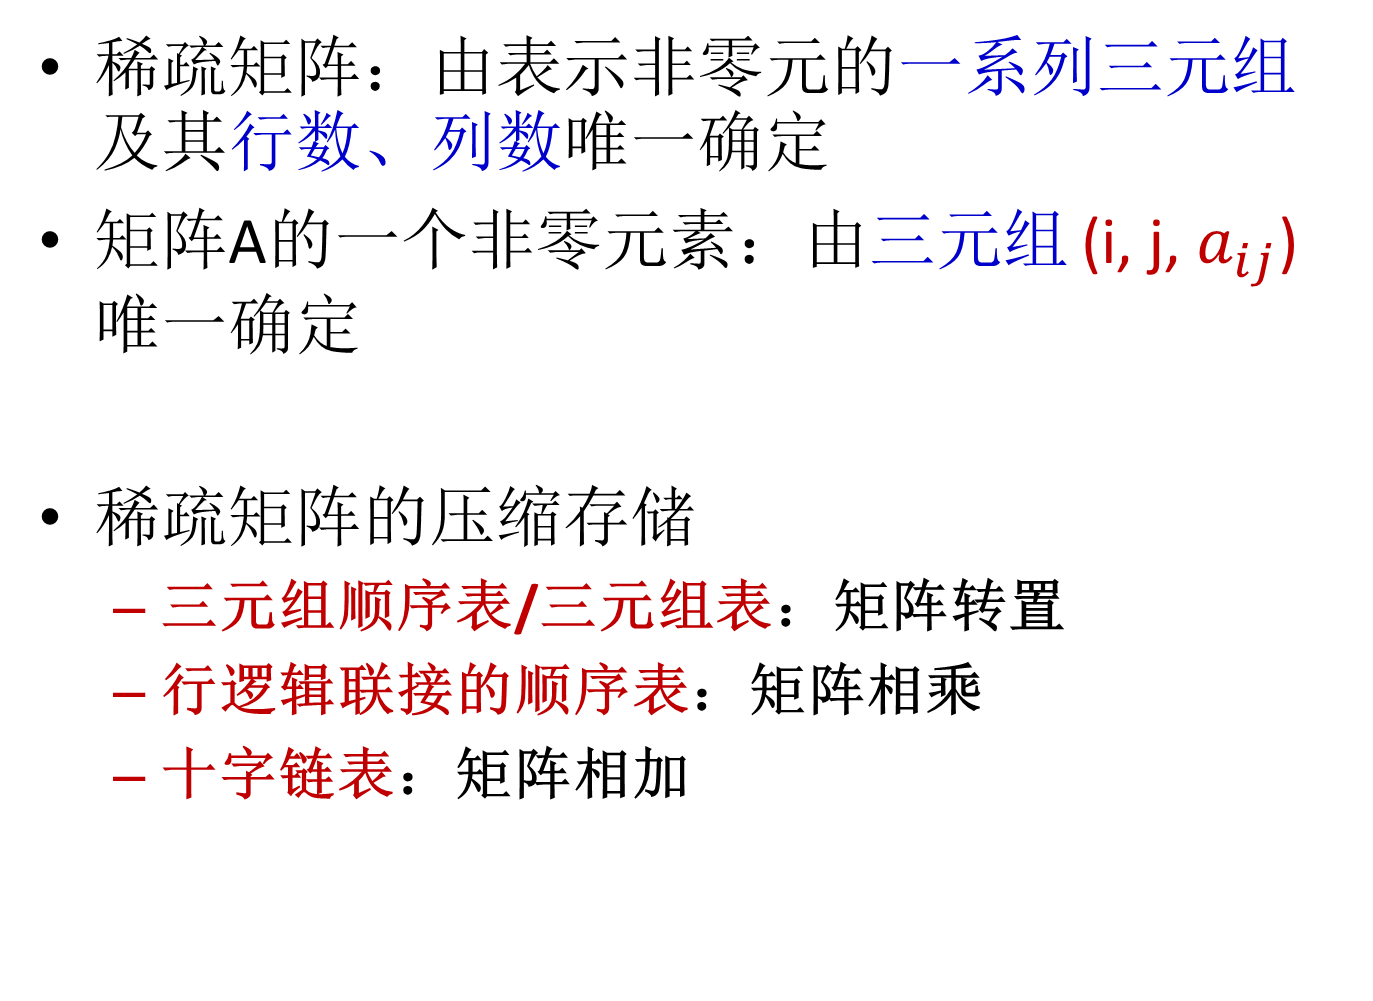 • 稀疏矩阵：由表示非零元的一系列三元组
及其行数、列数唯一确定
• 矩阵A的一个非零元素：由三元组 (i, j, $a_{ij}$)
唯一确定
• 稀疏矩阵的压缩存储
– 三元组顺序表/三元组表：矩阵转置
– 行逻辑联接的顺序表：矩阵相乘
– 十字链表：矩阵相加